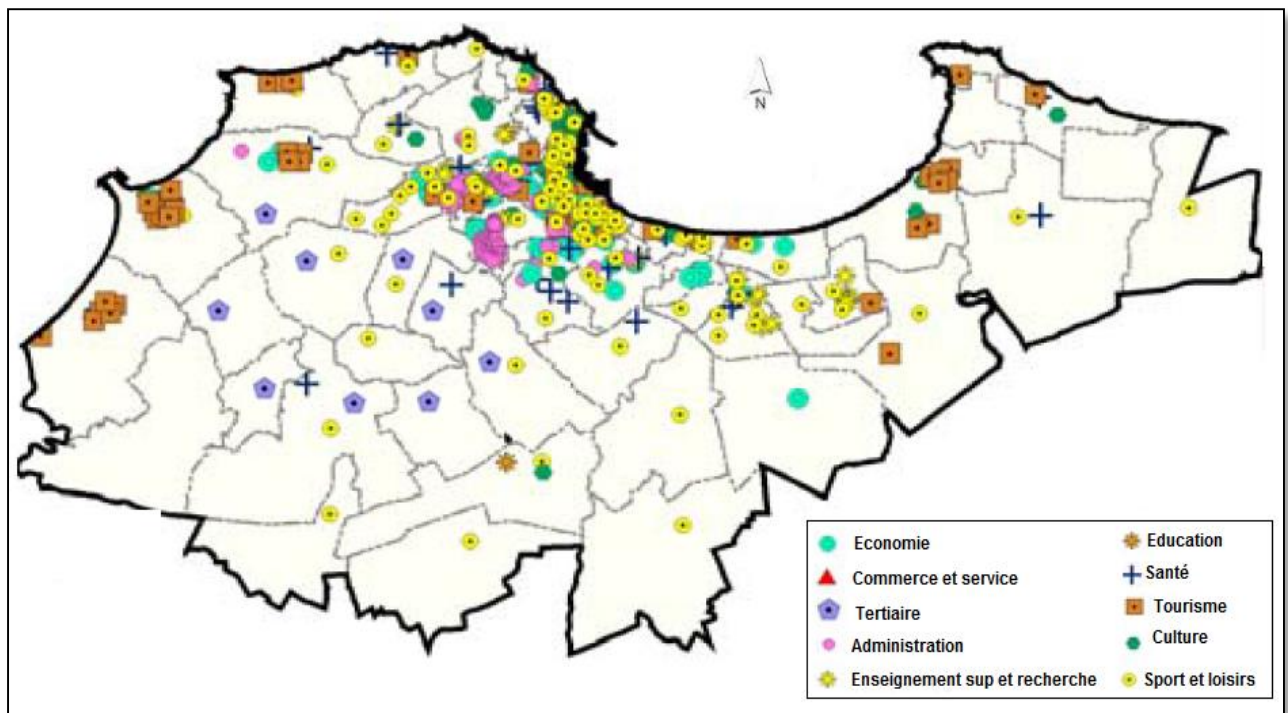 N
Economie
Commerce et service
Tertiaire
Administration
Enseignement sup et recherche
Education
Santé
Tourisme
Culture
Sport et loisirs